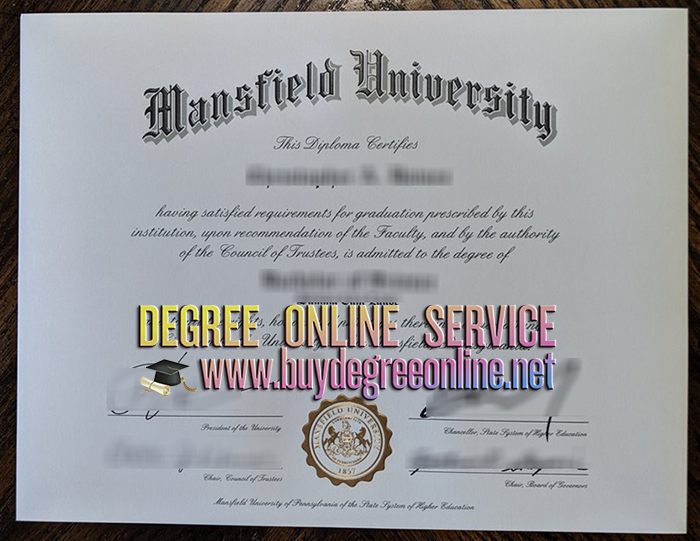 Mansfield University
This Diploma Certifies
having satisfied requirements for graduation prescribed by this
institution, upon recommendation of the Faculty, and by the authority
of the Council of Trustees, is admitted to the degree of
DEGREE ONLINE SERVICE
www.buydegreeonline.net
President of the University
Chancellor, State System of Higher Education
MANSFIELD UNIVERSITY
1857
Chair, Council of Trustees
Chair, Board of Governors
Mansfield University of Pennsylvania of the State System of Higher Education